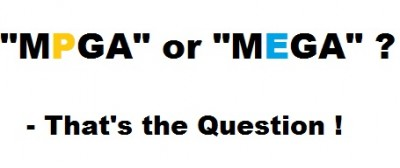 "MPGA" or "MEGA" ?
- That's the Question !